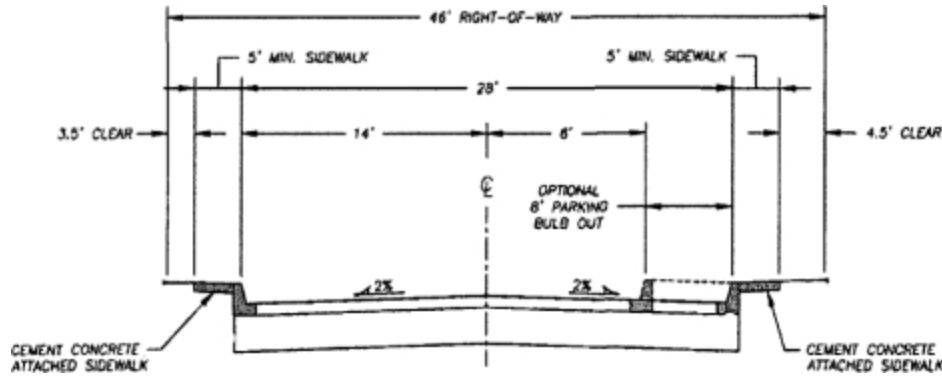 46' RIGHT-OF-WAY
5' MIN. SIDEWALK
5' MIN. SIDEWALK
28'
3.5' CLEAR
14'
6'
4.5' CLEAR
℄
OPTIONAL
8' PARKING
BULB OUT
2%
2%
CEMENT CONCRETE
ATTACHED SIDEWALK
CEMENT CONCRETE
ATTACHED SIDEWALK